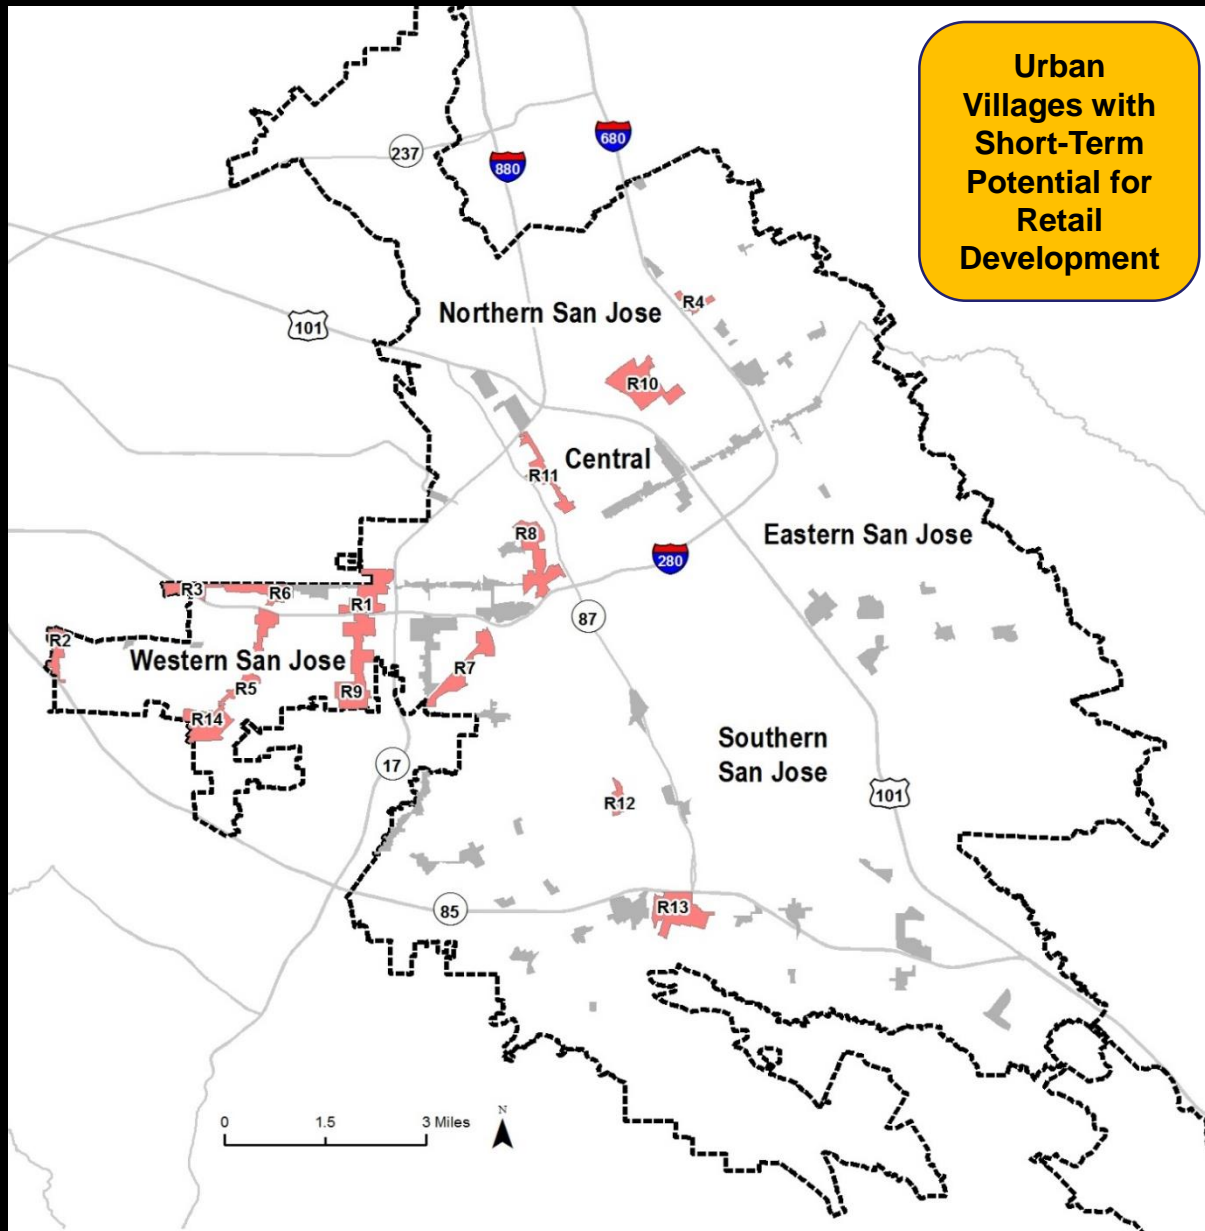 Urban
Villages with
Short-Term
Potential for
Retail
Development
237
880
680
101
Northern San Jose
R4
R10
Central
R11
R8
Eastern San Jose
280
R3
R6
R1
87
R2
Western San Jose
R7
R5
R9
R14
Southern
San Jose
17
101
R12
85
R13
0 1.5 3 Miles
N